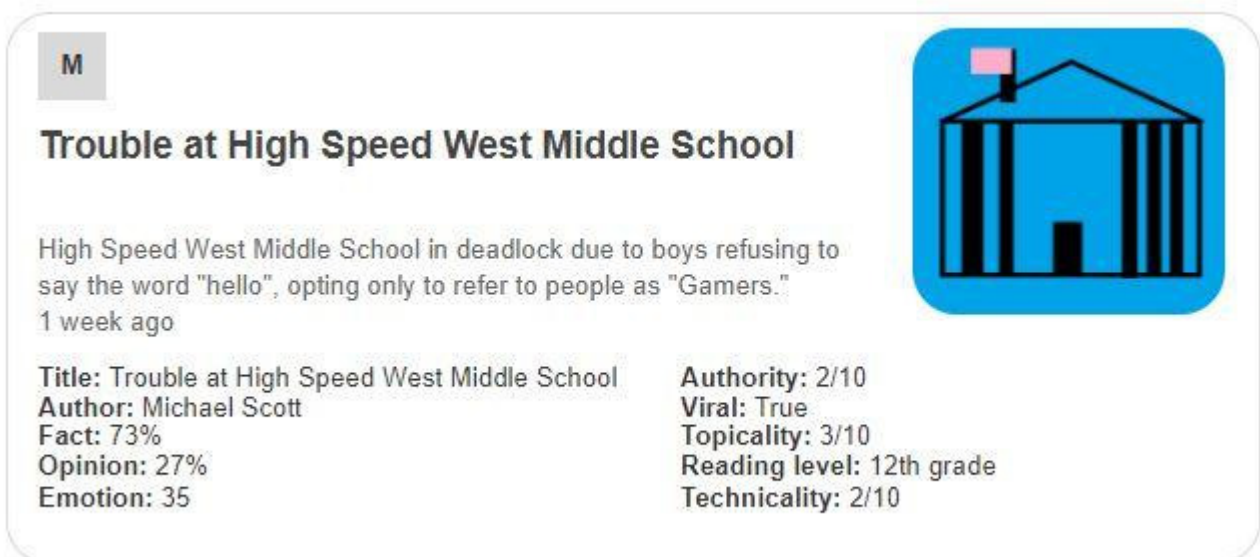 M
Trouble at High Speed West Middle School
High Speed West Middle School in deadlock due to boys refusing to
say the word "hello", opting only to refer to people as "Gamers."
1 week ago
Title: Trouble at High Speed West Middle School
Author: Michael Scott
Fact: 73%
Opinion: 27%
Emotion: 35
Authority: 2/10
Viral: True
Topicality: 3/10
Reading level: 12th grade
Technicality: 2/10